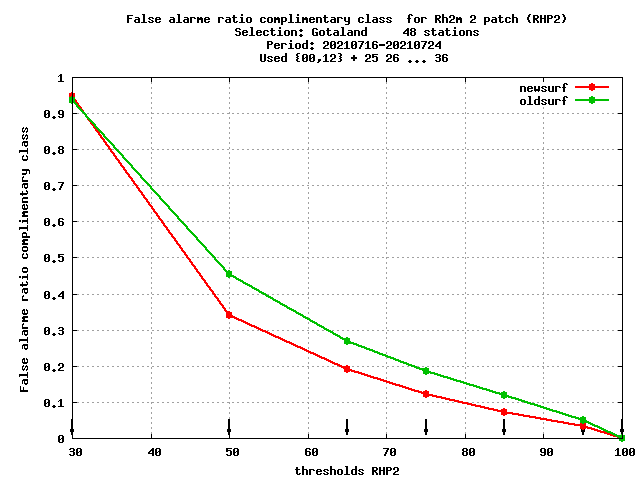 False alarme ratio complimentary class  for Rh2m 2 patch (RHP2)
Selection: Gotaland     48 stations
Period: 20210716-20210724
Used {00,12} + 25 26 ... 36
newsurf
oldsurf
False alarme ratio complimentary class
1
0.9
0.8
0.7
0.6
0.5
0.4
0.3
0.2
0.1
0
30 40 50 60 70 80 90 100
thresholds RHP2